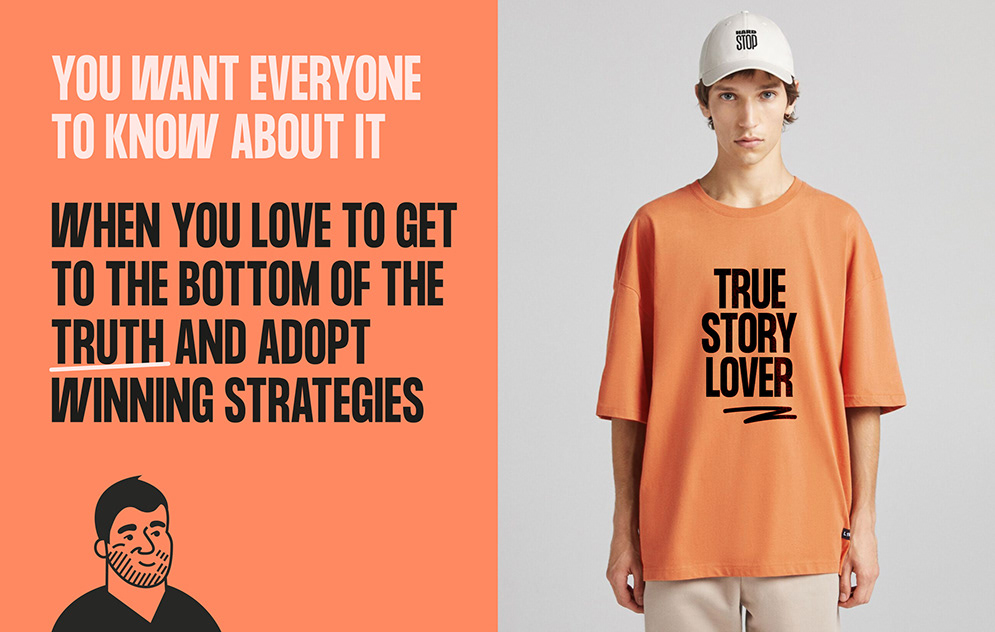 YOU WANT EVERYONE
TO KNOW ABOUT IT
WHEN YOU LOVE TO GET
TO THE BOTTOM OF THE
TRUTH AND ADOPT
WINNING STRATEGIES
HARD
STOP
TRUE
STORY
LOVER